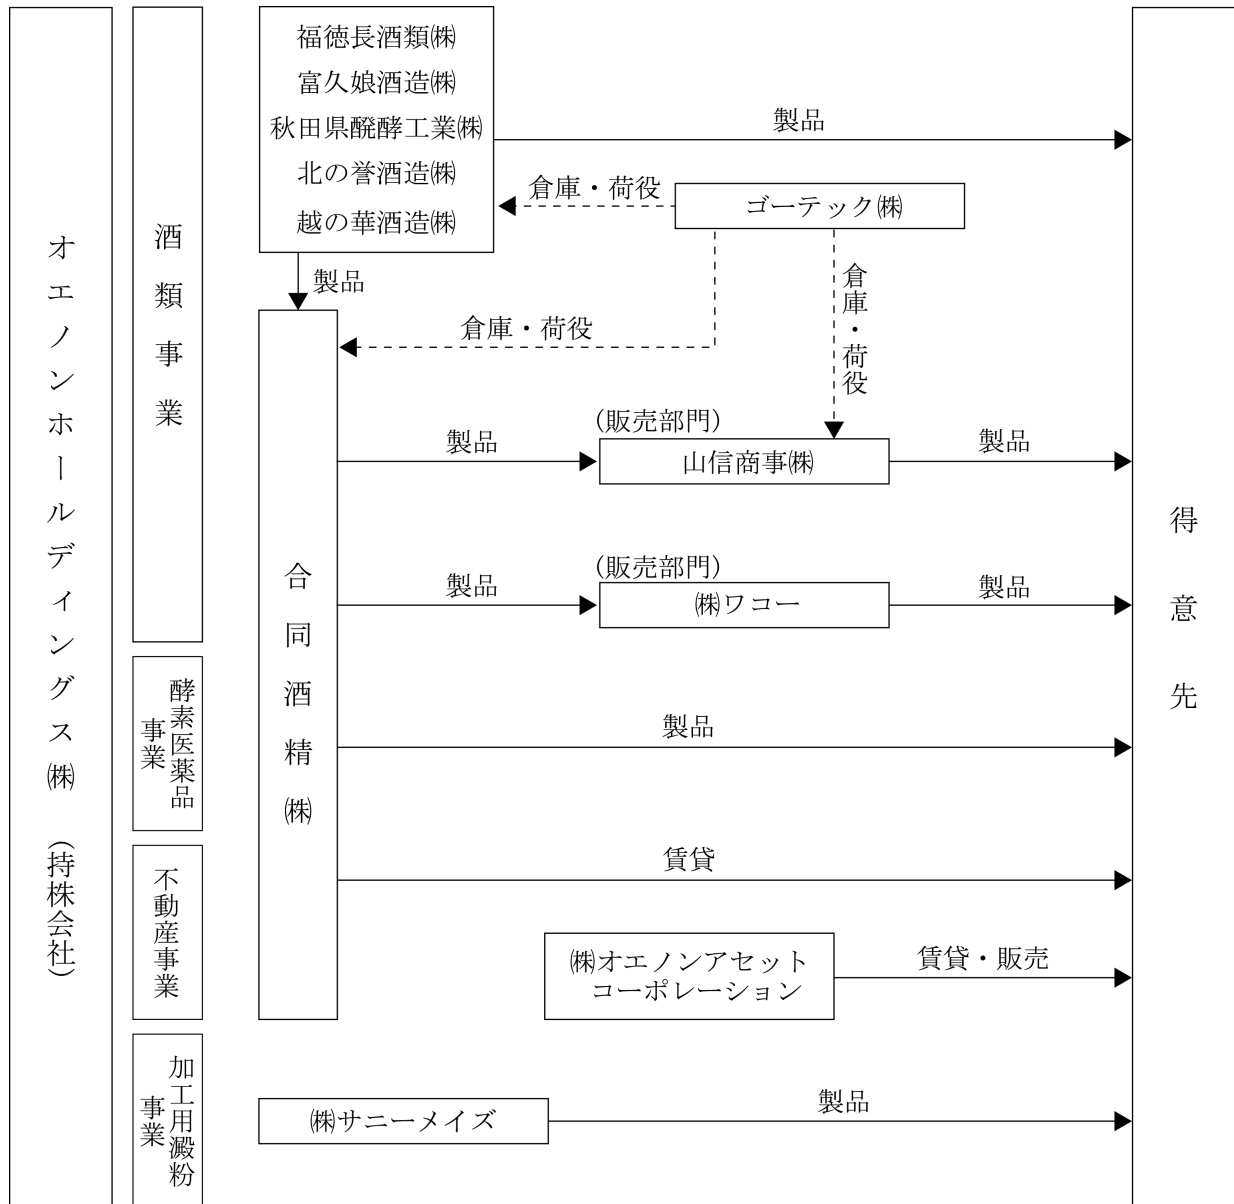 オエノンホールディングス㈱ (持株会社)
酒類事業
酵素医薬品
事業
不動産事業
加工用澱粉
事業
福徳長酒類㈱
富久娘酒造㈱
秋田県醗酵工業㈱
北の誉酒造㈱
越の華酒造㈱
製品
倉庫・荷役
ゴーテック㈱
製品
倉庫・荷役
倉庫・荷役
合同酒精㈱
製品
(販売部門)
山信商事㈱
製品
製品
(販売部門)
㈱ワコー
製品
製品
賃貸
㈱オエノンアセット
コーポレーション
賃貸・販売
㈱サニーメイズ
製品
得意先